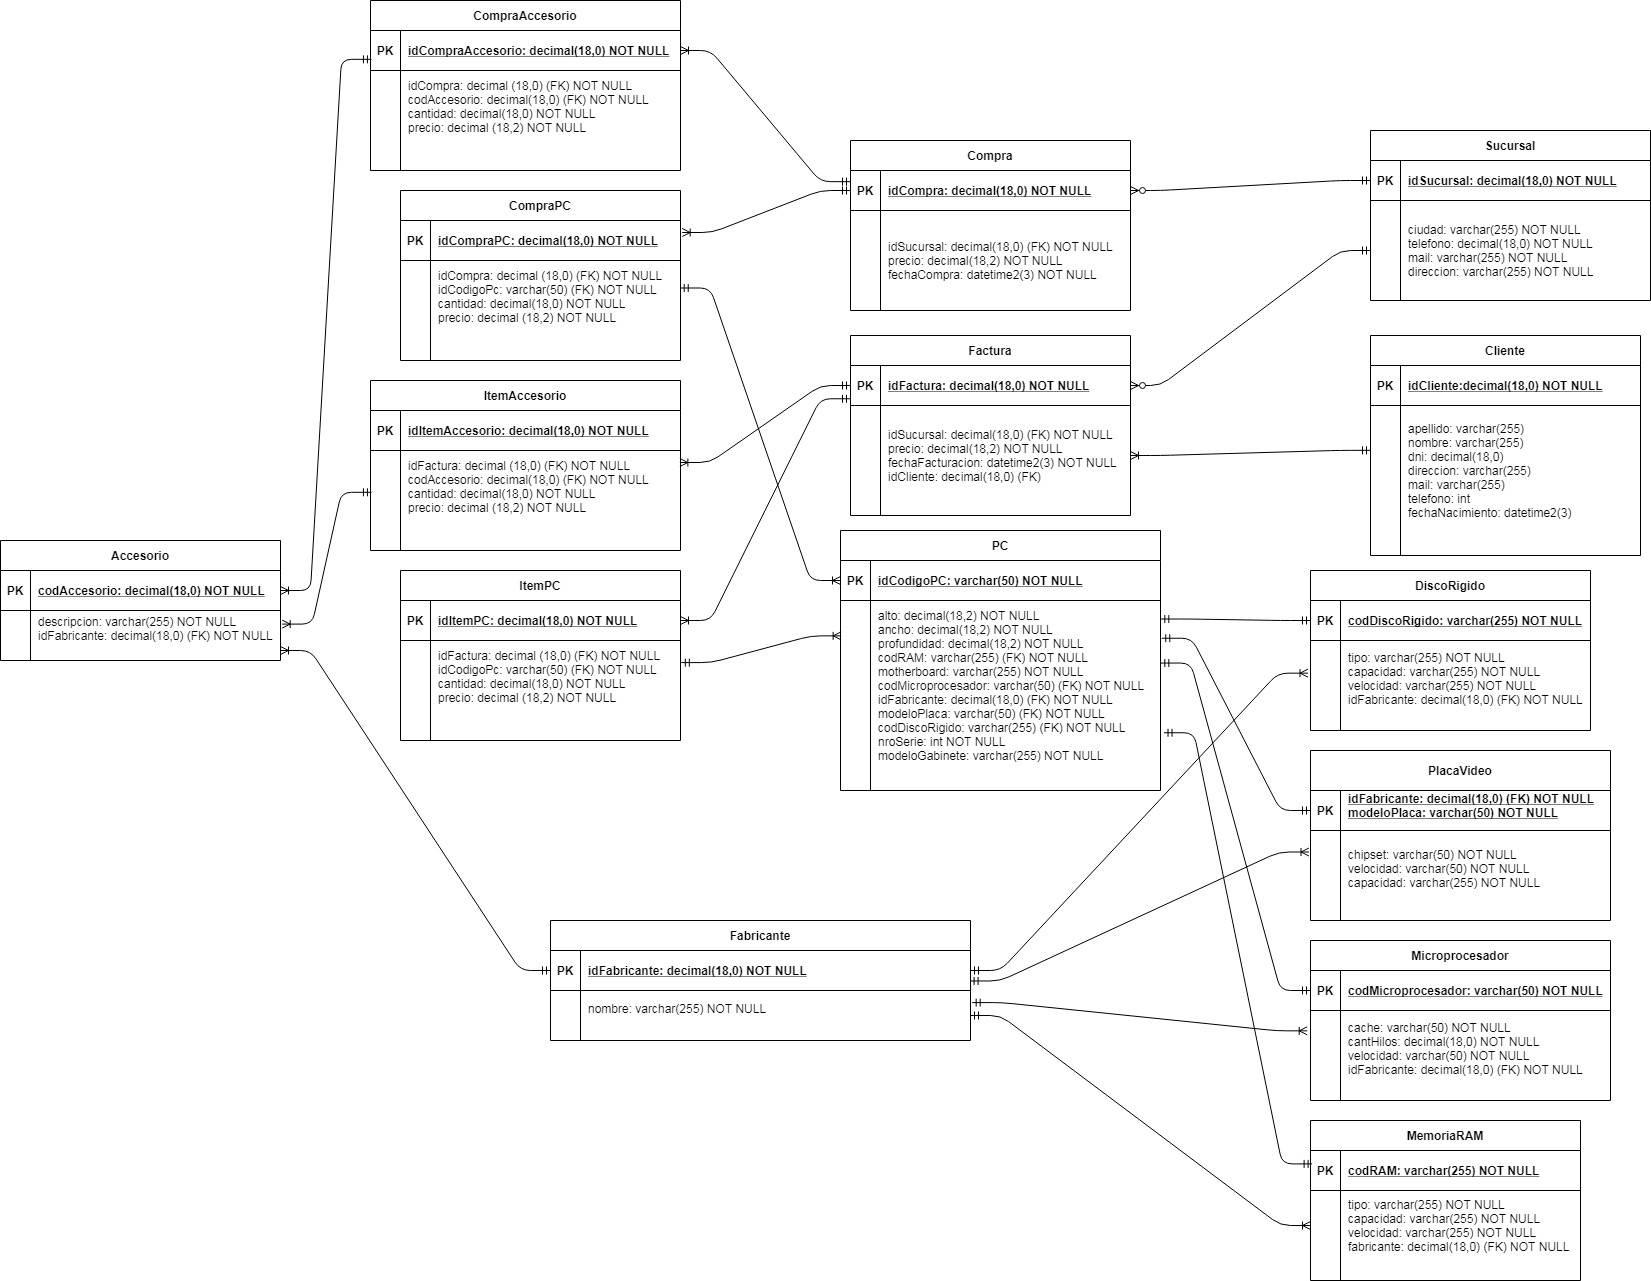 CompraAccesorio
PK
idCompraAccesorio: decimal(18,0) NOT NULL
idCompra: decimal (18,0) (FK) NOT NULL
codAccesorio: decimal(18,0) (FK) NOT NULL
cantidad: decimal(18,0) NOT NULL
precio: decimal (18,2) NOT NULL
CompraPC
PK
idCompraPC: decimal(18,0) NOT NULL
idCompra: decimal (18,0) (FK) NOT NULL
idCodigoPc: varchar(50) (FK) NOT NULL
cantidad: decimal(18,0) NOT NULL
precio: decimal (18,2) NOT NULL
ItemAccesorio
PK
idItemAccesorio: decimal(18,0) NOT NULL
idFactura: decimal (18,0) (FK) NOT NULL
codAccesorio: decimal(18,0) (FK) NOT NULL
cantidad: decimal(18,0) NOT NULL
precio: decimal (18,2) NOT NULL
ItemPC
PK
idItemPC: decimal(18,0) NOT NULL
idFactura: decimal (18,0) (FK) NOT NULL
idCodigoPc: varchar(50) (FK) NOT NULL
cantidad: decimal(18,0) NOT NULL
precio: decimal (18,2) NOT NULL
Accesorio
PK
codAccesorio: decimal(18,0) NOT NULL
descripcion: varchar(255) NOT NULL
idFabricante: decimal(18,0) (FK) NOT NULL
Compra
PK
idCompra: decimal(18,0) NOT NULL
idSucursal: decimal(18,0) (FK) NOT NULL
precio: decimal(18,2) NOT NULL
fechaCompra: datetime2(3) NOT NULL
Factura
PK
idFactura: decimal(18,0) NOT NULL
idSucursal: decimal(18,0) (FK) NOT NULL
precio: decimal(18,2) NOT NULL
fechaFacturacion: datetime2(3) NOT NULL
idCliente: decimal(18,0) (FK)
PC
PK
idCodigoPC: varchar(50) NOT NULL
alto: decimal(18,2) NOT NULL
ancho: decimal(18,2) NOT NULL
profundidad: decimal(18,2) NOT NULL
codRAM: varchar(255) (FK) NOT NULL
motherboard: varchar(255) NOT NULL
codMicroprocesador: varchar(50) (FK) NOT NULL
idFabricante: decimal(18,0) (FK) NOT NULL
modeloPlaca: varchar(50) (FK) NOT NULL
codDiscoRigido: varchar(255) (FK) NOT NULL
nroSerie: int NOT NULL
modeloGabinete: varchar(255) NOT NULL
Fabricante
PK
idFabricante: decimal(18,0) NOT NULL
nombre: varchar(255) NOT NULL
Sucursal
PK
idSucursal: decimal(18,0) NOT NULL
ciudad: varchar(255) NOT NULL
telefono: decimal(18,0) NOT NULL
mail: varchar(255) NOT NULL
direccion: varchar(255) NOT NULL
Cliente
PK
idCliente:decimal(18,0) NOT NULL
apellido: varchar(255)
nombre: varchar(255)
dni: decimal(18,0)
direccion: varchar(255)
mail: varchar(255)
telefono: int
fechaNacimiento: datetime2(3)
DiscoRigido
PK
codDiscoRigido: varchar(255) NOT NULL
tipo: varchar(255) NOT NULL
capacidad: varchar(255) NOT NULL
velocidad: varchar(255) NOT NULL
idFabricante: decimal(18,0) (FK) NOT NULL
PlacaVideo
PK
idFabricante: decimal(18,0) (FK) NOT NULL
modeloPlaca: varchar(50) NOT NULL
chipset: varchar(50) NOT NULL
velocidad: varchar(50) NOT NULL
capacidad: varchar(255) NOT NULL
Microprocesador
PK
codMicroprocesador: varchar(50) NOT NULL
cache: varchar(50) NOT NULL
cantHilos: decimal(18,0) NOT NULL
velocidad: varchar(50) NOT NULL
idFabricante: decimal(18,0) (FK) NOT NULL
MemoriaRAM
PK
codRAM: varchar(255) NOT NULL
tipo: varchar(255) NOT NULL
capacidad: varchar(255) NOT NULL
velocidad: varchar(255) NOT NULL
fabricante: decimal(18,0) (FK) NOT NULL